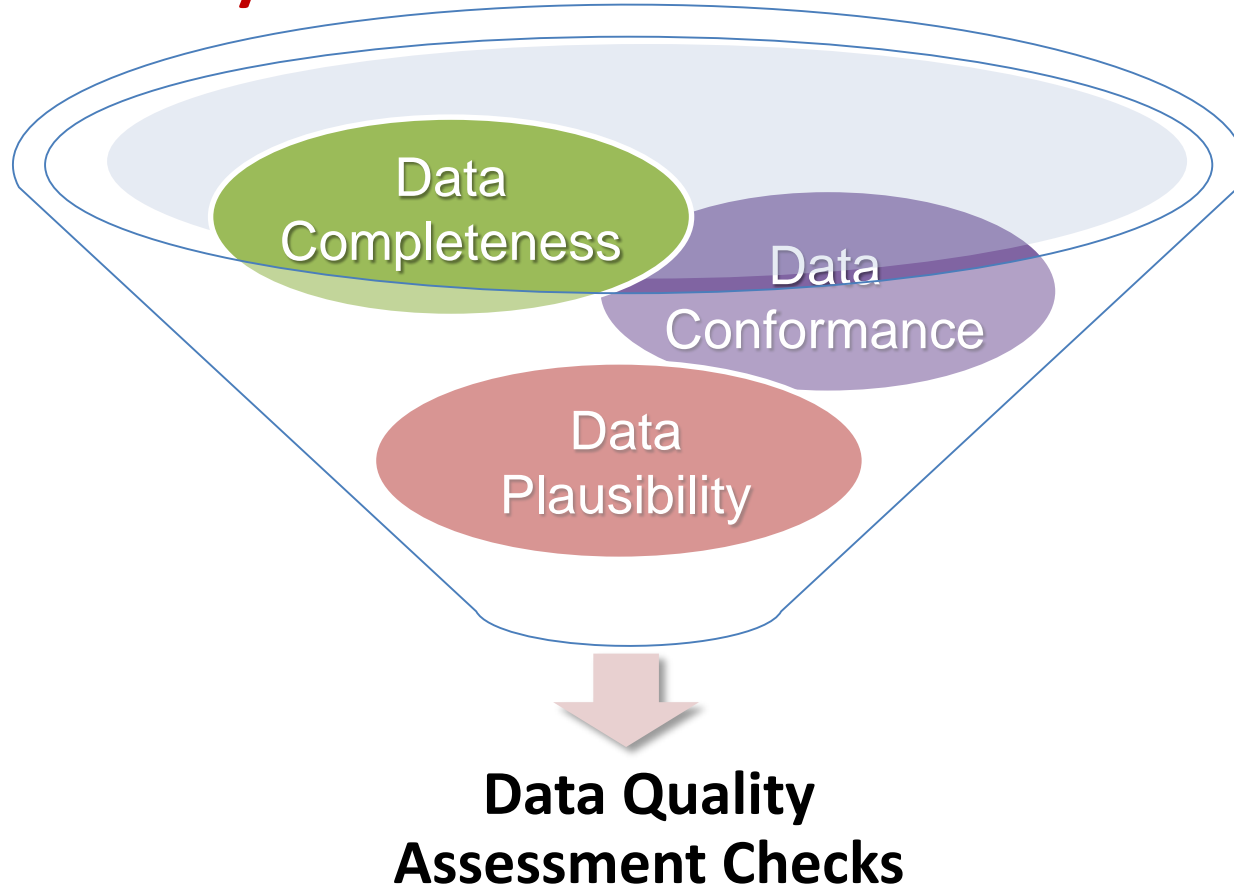 Data
Completeness
Data
Conformance
Data
Plausibility
Data Quality
Assessment Checks